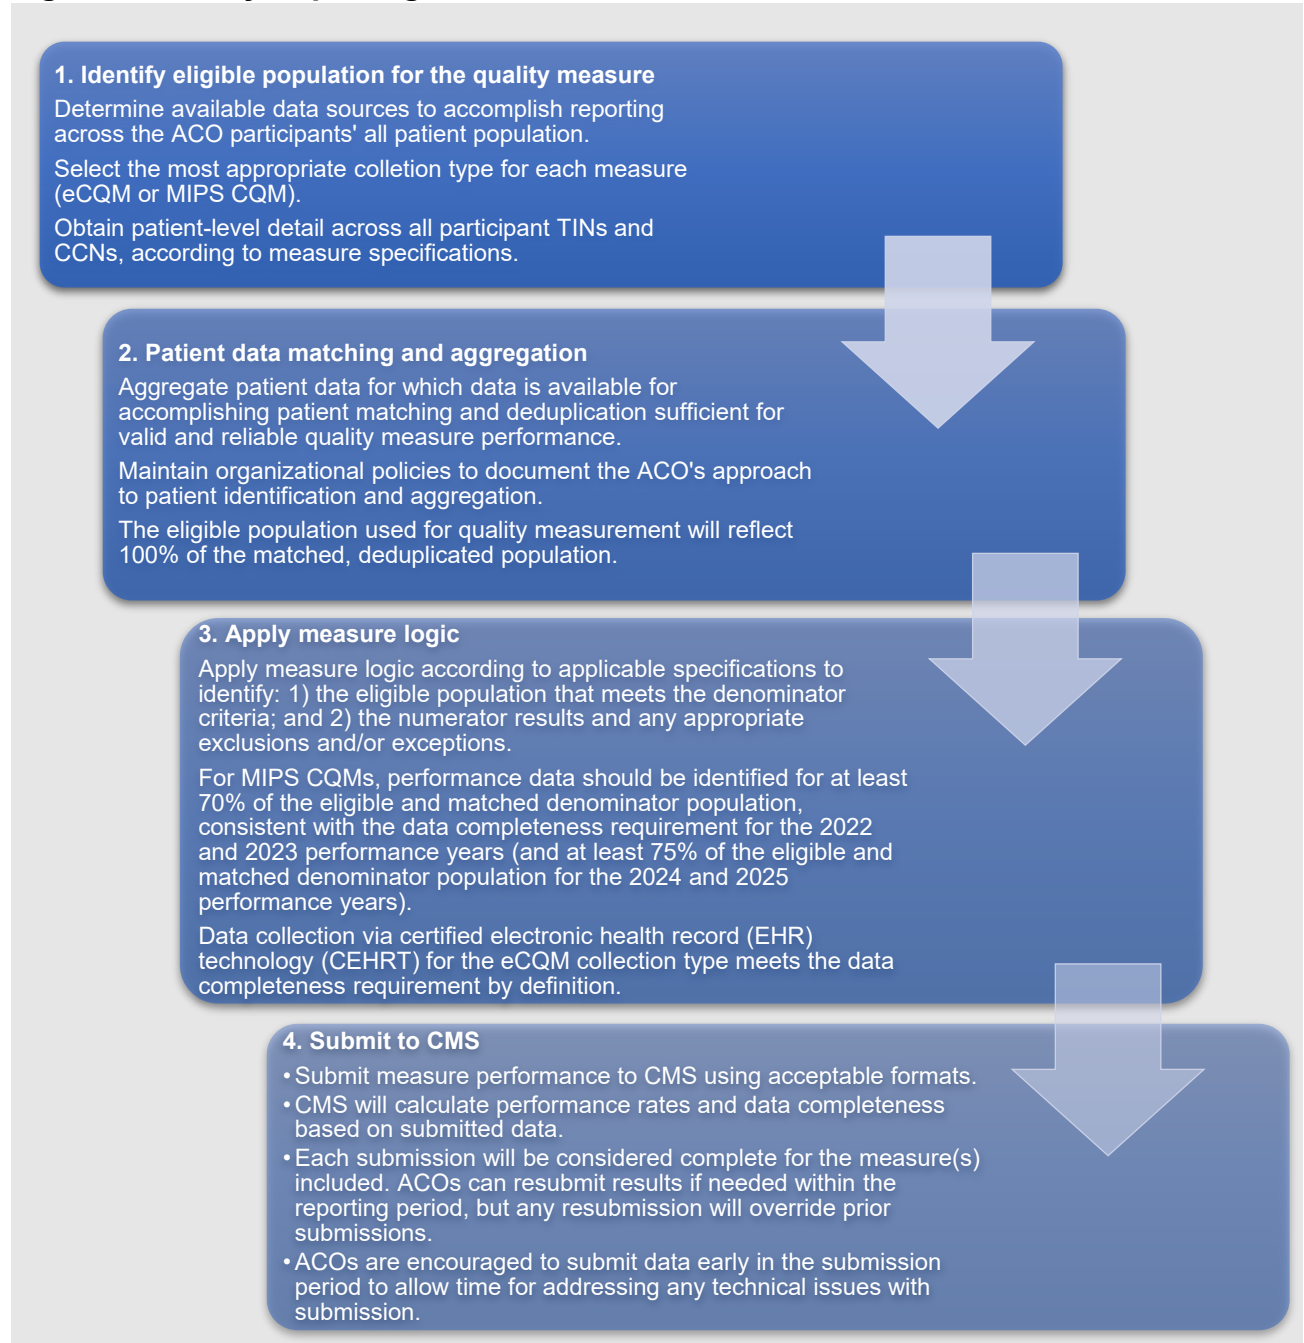 1. Identify eligible population for the quality measure
Determine available data sources to accomplish reporting
across the ACO participants' all patient population.
Select the most appropriate colletion type for each measure
(eCQM or MIPS CQM).
Obtain patient-level detail across all participant TINs and
CCNs, according to measure specifications.
2. Patient data matching and aggregation
Aggregate patient data for which data is available for
accomplishing patient matching and deduplication sufficient for
valid and reliable quality measure performance.
Maintain organizational policies to document the ACO's approach
to patient identification and aggregation.
The eligible population used for quality measurement will reflect
100% of the matched, deduplicated population.
3. Apply measure logic
Apply measure logic according to applicable specifications to
identify: 1) the eligible population that meets the denominator
criteria; and 2) the numerator results and any appropriate
exclusions and/or exceptions.
For MIPS CQMs, performance data should be identified for at least
70% of the eligible and matched denominator population,
consistent with the data completeness requirement for the 2022
and 2023 performance years (and at least 75% of the eligible and
matched denominator population for the 2024 and 2025
performance years).
Data collection via certified electronic health record (EHR)
technology (CEHRT) for the eCQM collection type meets the data
completeness requirement by definition.
4. Submit to CMS
• Submit measure performance to CMS using acceptable formats.
• CMS will calculate performance rates and data completeness
based on submitted data.
• Each submission will be considered complete for the measure(s)
included. ACOs can resubmit results if needed within the
reporting period, but any resubmission will override prior
submissions.
• ACOs are encouraged to submit data early in the submission
period to allow time for addressing any technical issues with
submission.